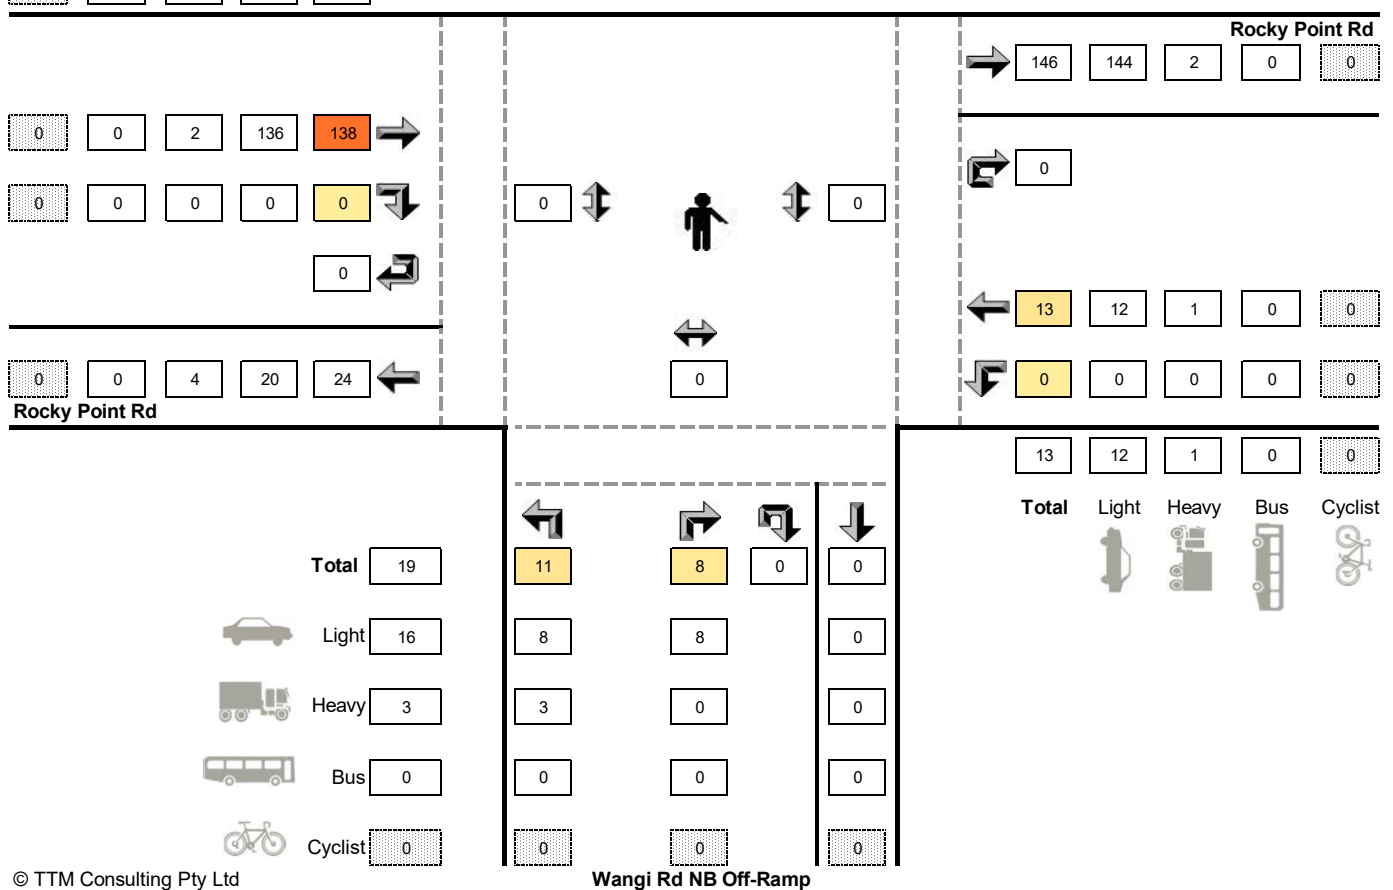 Rocky Point Rd
146 144 2 0 0
0 0 2 136 138
0
0 0 0 0 0
0 0
0
13 12 1 0 0
0 0 4 20 24
0
0 0 0 0 0
Rocky Point Rd
13 12 1 0 0
Total Light Heavy Bus Cyclist
Total 19 11 8 0 0
Light 16 8 8 0
Heavy 3 3 0 0
Bus 0 0 0 0
Cyclist 0 0 0 0
© TTM Consulting Pty Ltd
Wangi Rd NB Off-Ramp